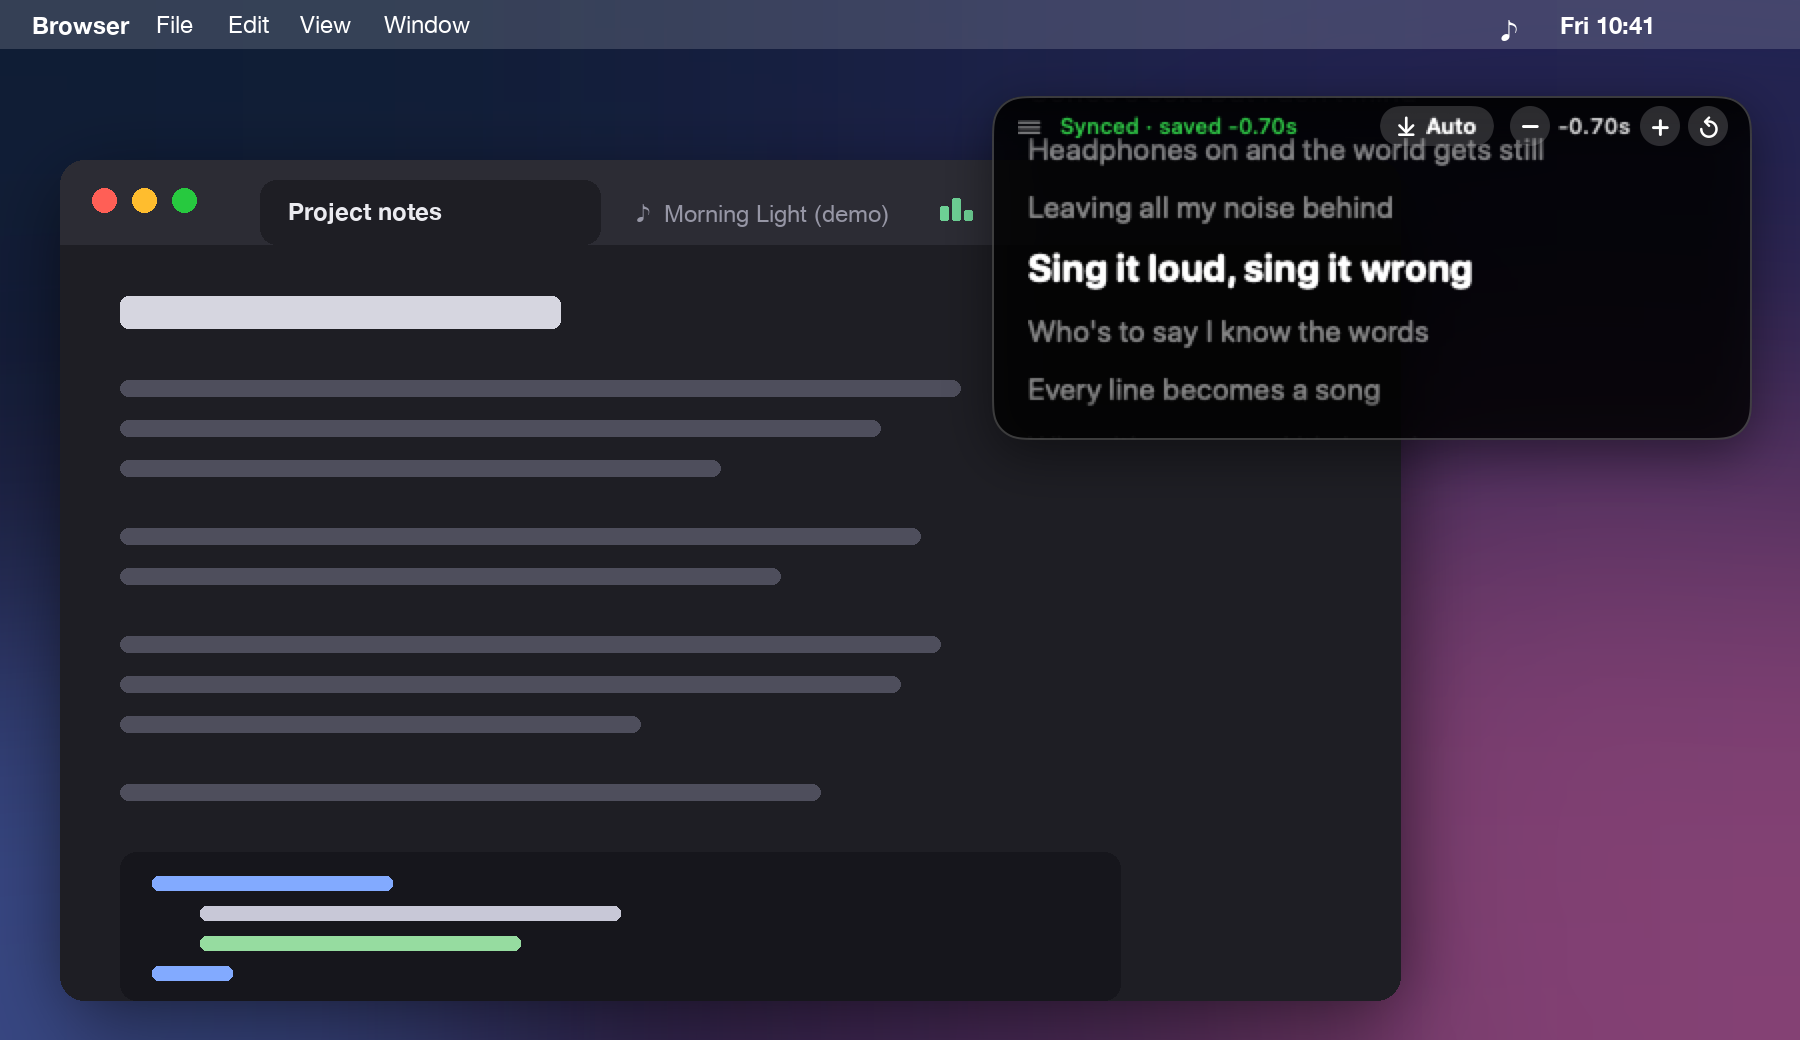 Browser File Edit View Window Fri 10:41
Project notes
Morning Light (demo)
Synced · saved -0.70s Auto − -0.70s +
Headphones on and the world gets still
Leaving all my noise behind
Sing it loud, sing it wrong
Who's to say I know the words
Every line becomes a song